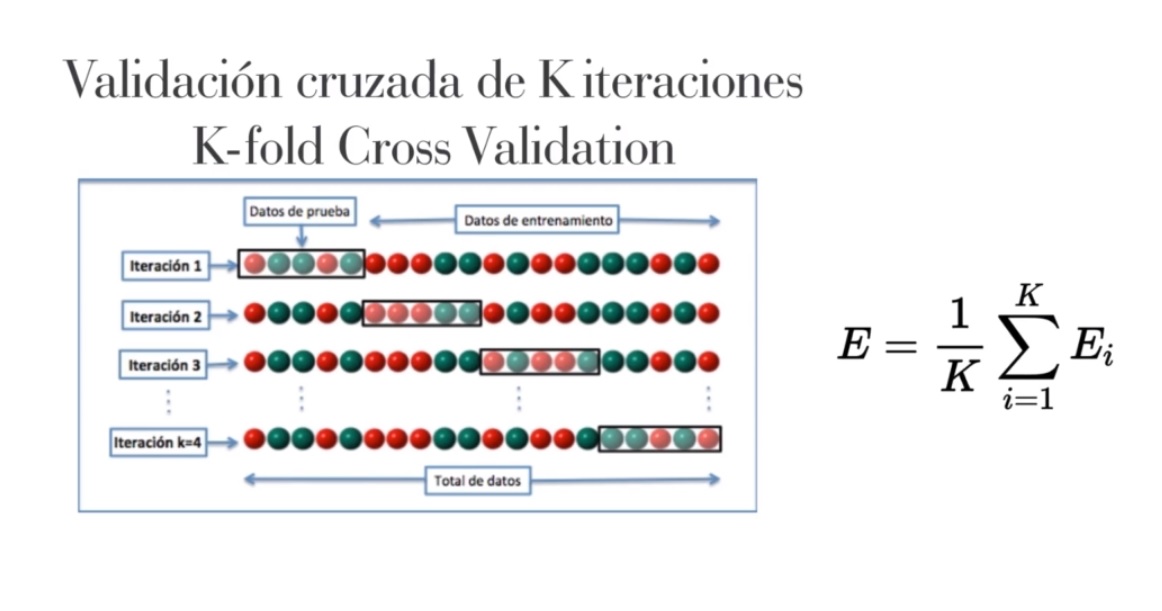 Validación cruzada de K iteraciones
K-fold Cross Validation
Datos de prueba
Datos de entrenamiento
Iteración 1
Iteración 2
Iteración 3
Iteración k=4
Total de datos
E = \frac{1}{K} \sum_{i=1}^{K} E_i